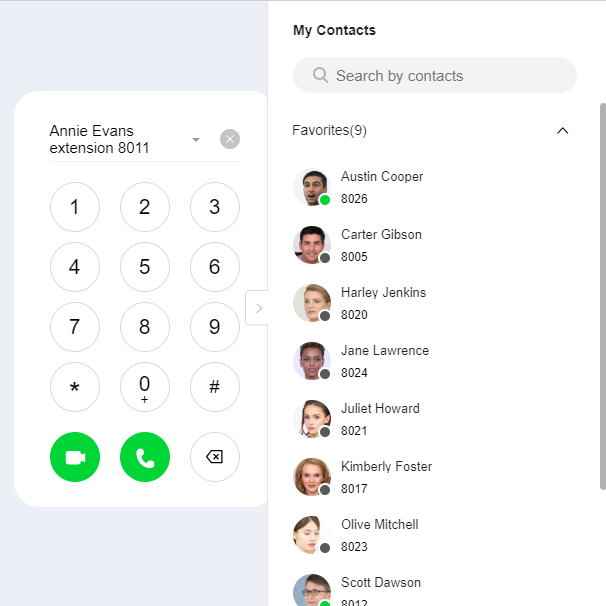 My Contacts
Search by contacts
Annie Evans
extension 8011
Favorites(9)
1 2 3
4 5 6
7 8 9
* 0 #
+
Austin Cooper
8026
Carter Gibson
8005
Harley Jenkins
8020
Jane Lawrence
8024
Juliet Howard
8021
Kimberly Foster
8017
Olive Mitchell
8023
Scott Dawson
8012